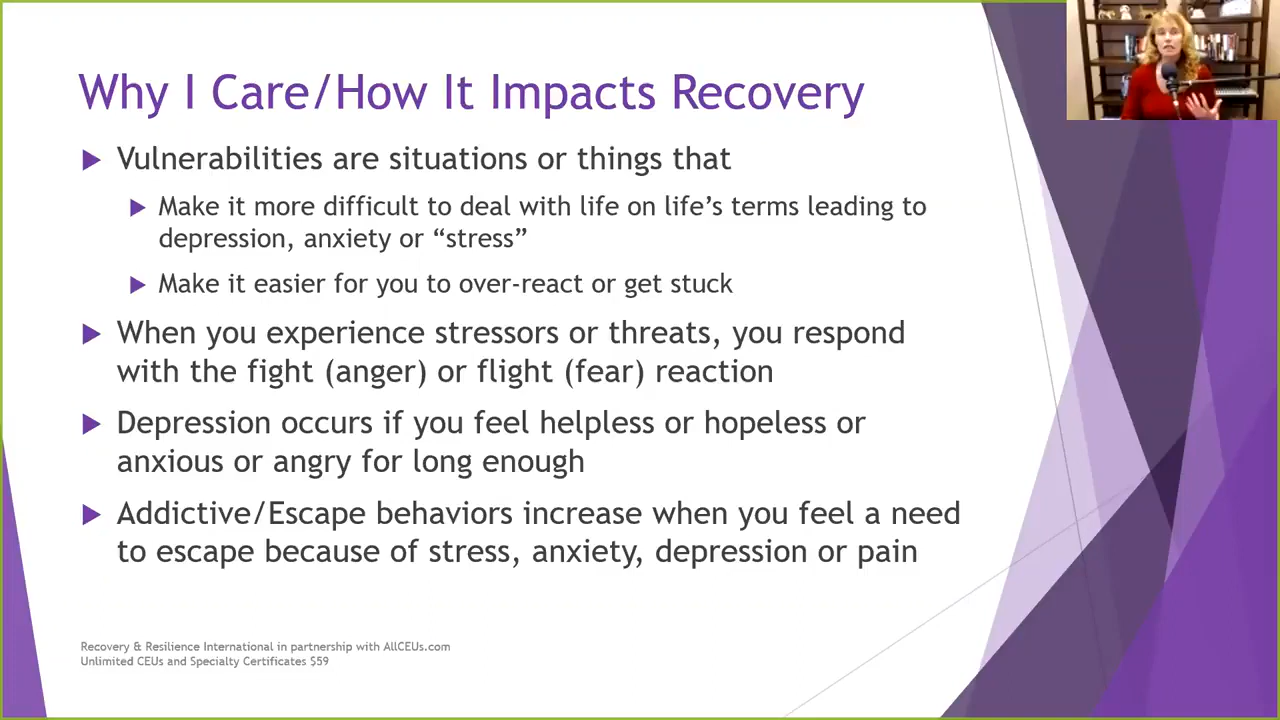 Why I Care/How It Impacts Recovery
Vulnerabilities are situations or things that
Make it more difficult to deal with life on life’s terms leading to
depression, anxiety or “stress”
Make it easier for you to over-react or get stuck
When you experience stressors or threats, you respond
with the fight (anger) or flight (fear) reaction
Depression occurs if you feel helpless or hopeless or
anxious or angry for long enough
Addictive/Escape behaviors increase when you feel a need
to escape because of stress, anxiety, depression or pain
Recovery & Resilience International in partnership with AllCEUs.com
Unlimited CEUs and Specialty Certificates $59